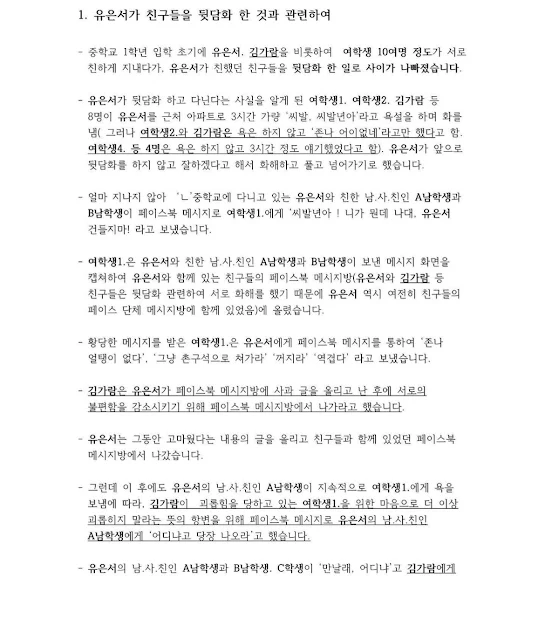 1. 유은서가 친구들을 뒷담화 한 것과 관련하여
- 중학교 1학년 입학 초기에 유은서, 김가람을 비롯하여 여학생 10여명 정도가 서로
친하게 지내다가, 유은서가 친했던 친구들을 뒷담화 한 일로 사이가 나빠졌습니다.
- 유은서가 뒷담화 하고 다닌다는 사실을 알게 된 여학생1, 여학생2, 김가람 등
8명이 유은서를 근처 아파트로 3시간 가량 '씨발, 씨발년아'라고 욕설을 하며 화를
냄( 그러나 여학생2.와 김가람은 욕은 하지 않고 '존나 어이없네'라고만 했다고 함.
여학생4. 등 4명은 욕은 하지 않고 3시간 정도 얘기했었다고 함). 유은서가 앞으로
뒷담화를 하지 않고 잘하겠다고 해서 화해하고 풀고 넘어가기로 했습니다.
- 얼마 지나지 않아 'ㄴ'중학교에 다니고 있는 유은서와 친한 남.사.친인 A남학생과
B남학생이 페이스북 메시지로 여학생1.에게 '씨발년아 ! 니가 뭔데 나대, 유은서
건들지마! 라고 보냈습니다.
- 여학생1.은 유은서와 친한 남.사.친인 A남학생과 B남학생이 보낸 메시지 화면을
캡쳐하여 유은서와 함께 있는 친구들의 페이스북 메시지방(유은서와 김가람 등
친구들은 뒷담화 관련하여 서로 화해를 했기 때문에 유은서 역시 여전히 친구들의
페이스 단체 메시지방에 함께 있었음)에 올렸습니다.
- 황당한 메시지를 받은 여학생1.은 유은서에게 페이스북 메시지를 통하여 '존나
얼탱이 없다', '그냥 촌구석으로 쳐가라' '꺼지라' '역겹다' 라고 보냈습니다.
- 김가람은 유은서가 페이스북 메시지방에 사과 글을 올리고 난 후에 서로의
불편함을 감소시키기 위해 페이스북 메시지방에서 나가라고 했습니다.
- 유은서는 그동안 고마웠다는 내용의 글을 올리고 친구들과 함께 있었던 페이스북
메시지방에서 나갔습니다.
- 그런데 이 후에도 유은서의 남.사.친인 A남학생이 지속적으로 여학생1.에게 욕을
보냄에 따라, 김가람이 괴롭힘을 당하고 있는 여학생1.을 위한 마음으로 더 이상
괴롭히지 말라는 뜻의 항변을 위해 페이스북 메시지로 유은서의 남.사.친인
A남학생에게 '어디냐고 당장 나오라'고 했습니다.
- 유은서의 남.사.친인 A남학생과 B남학생, C학생이 '만날래, 어디냐'고 김가람에게